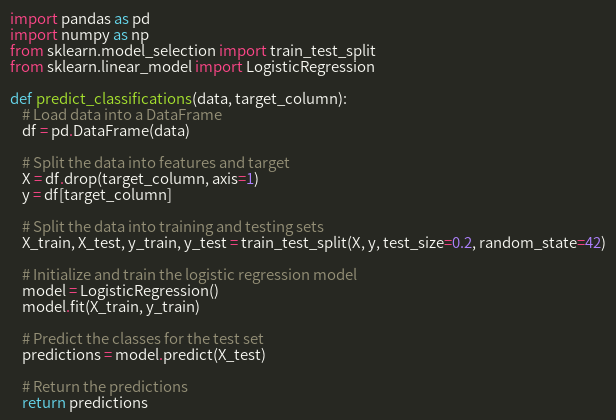 import pandas as pd
import numpy as np
from sklearn.model_selection import train_test_split
from sklearn.linear_model import LogisticRegression

def predict_classifications(data, target_column):
    # Load data into a DataFrame
    df = pd.DataFrame(data)

    # Split the data into features and target
    X = df.drop(target_column, axis=1)
    y = df[target_column]

    # Split the data into training and testing sets
    X_train, X_test, y_train, y_test = train_test_split(X, y, test_size=0.2, random_state=42)

    # Initialize and train the logistic regression model
    model = LogisticRegression()
    model.fit(X_train, y_train)

    # Predict the classes for the test set
    predictions = model.predict(X_test)

    # Return the predictions
    return predictions